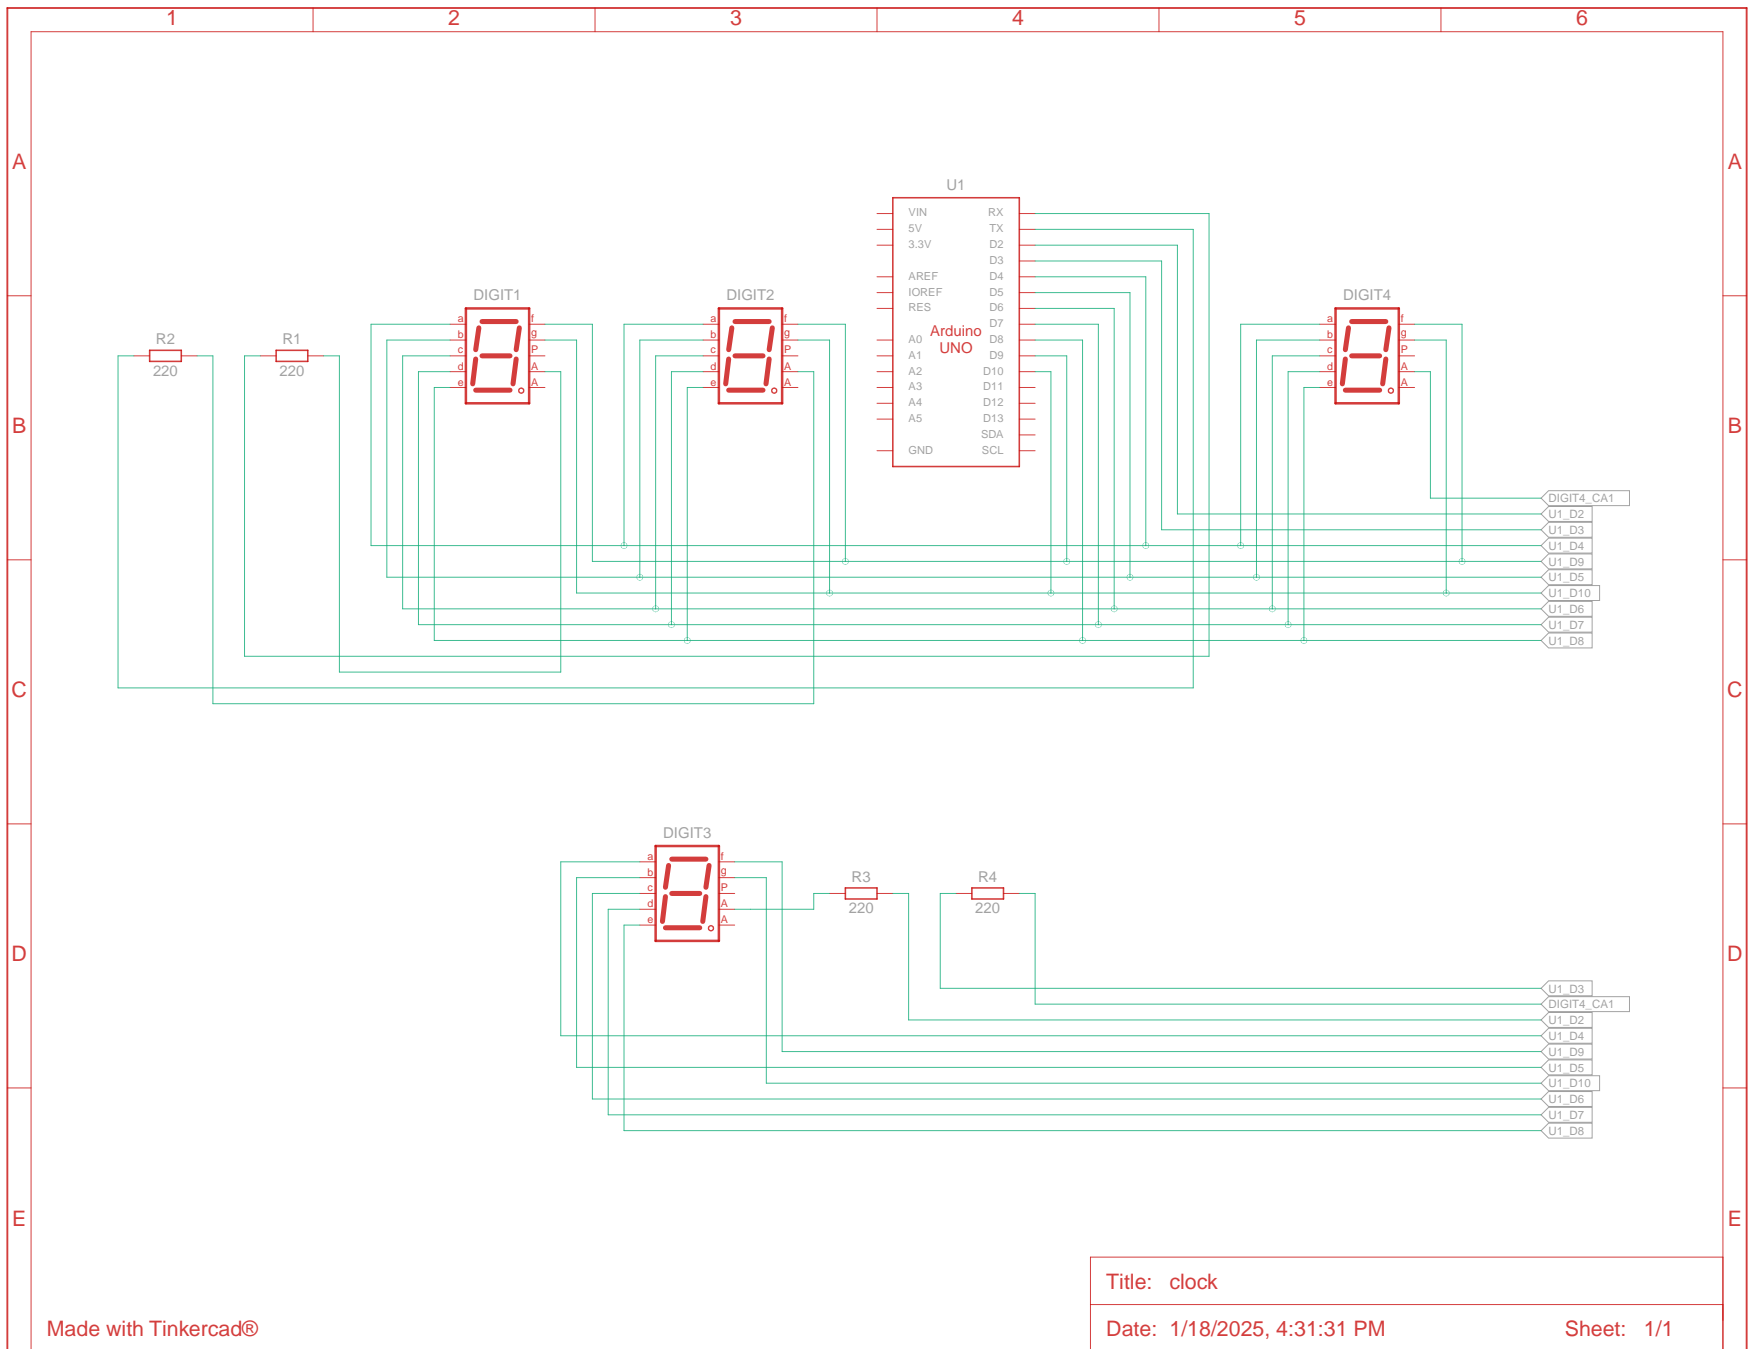 1 2 3 4 5 6
A A
U1
VIN RX
5V TX
3.3V D2
D3
AREF D4
IOREF D5
RES D6
D7
Arduino
UNO
A0 D8
A1 D9
A2 D10
A3 D11
A4 D12
A5 D13
SDA
GND SCL
DIGIT1
a f
b g
c P
d A
e A
DIGIT2
a f
b g
c P
d A
e A
DIGIT4
a f
b g
c P
d A
e A
R2
220
R1
220
B B
DIGIT4_CA1
U1_D2
U1_D3
U1_D4
U1_D9
U1_D5
U1_D10
U1_D6
U1_D7
U1_D8
C C
DIGIT3
a f
b g
c P
d A
e A
R3
220
R4
220
D D
U1_D3
DIGIT4_CA1
U1_D2
U1_D4
U1_D9
U1_D5
U1_D10
U1_D6
U1_D7
U1_D8
E E
Title: clock
Made with Tinkercad®
Date: 1/18/2025, 4:31:31 PM Sheet: 1/1